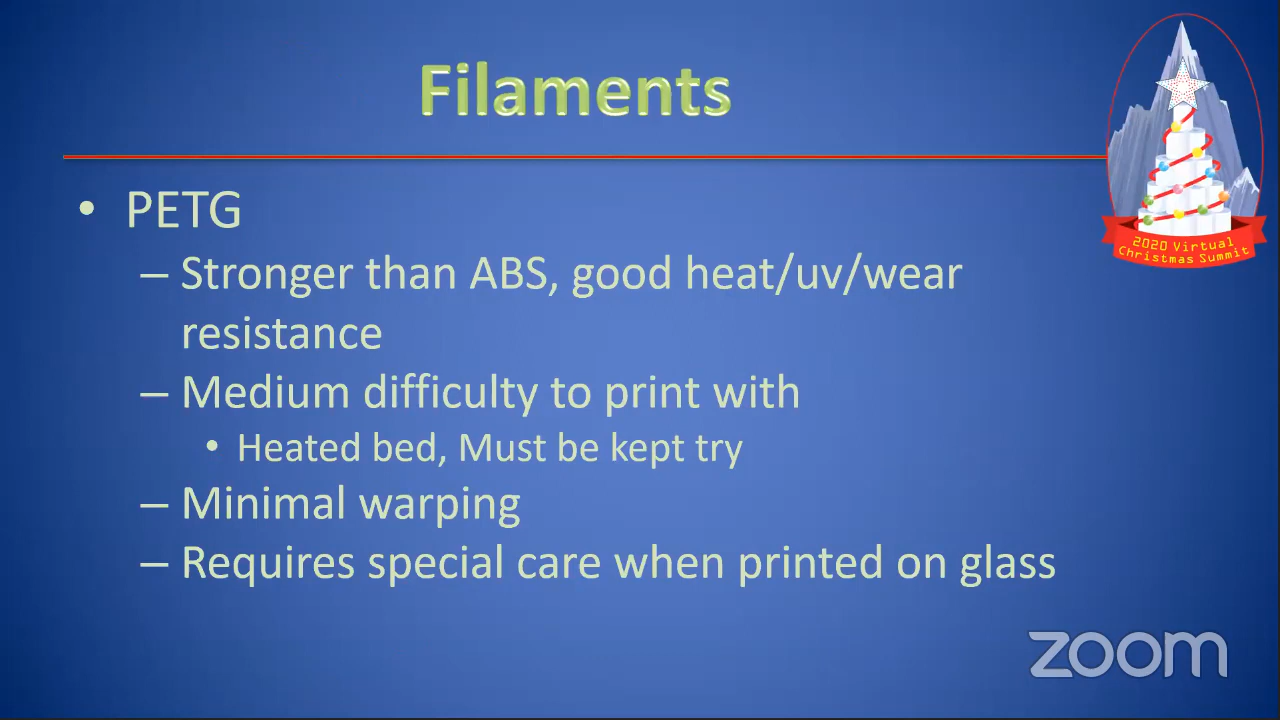 Filaments
• PETG
– Stronger than ABS, good heat/uv/wear
resistance
– Medium difficulty to print with
• Heated bed, Must be kept try
– Minimal warping
– Requires special care when printed on glass
2020 Virtual
Christmas Summit
zoom